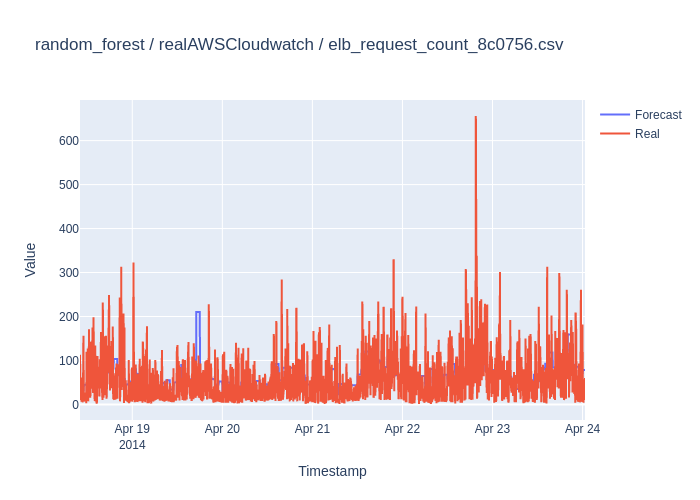 random_forest / realAWSCloudwatch / elb_request_count_8c0756.csv
Forecast
Real
600
500
400
300
200
100
0
Value
Apr 19
2014
Apr 20
Apr 21
Apr 22
Apr 23
Apr 24
Timestamp